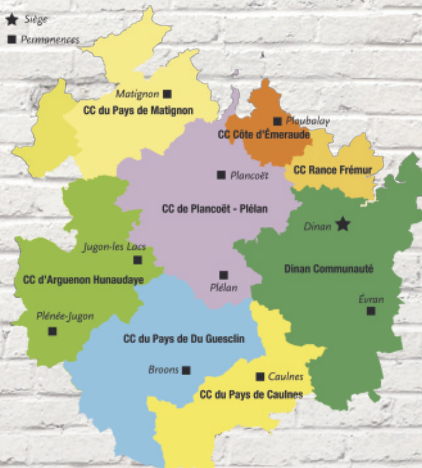 Siège
Permanences
Matignon
CC du Pays de Matignon
Ploubalay
CC Côte d'Émeraude
CC Rance Frémur
Plancoët
CC de Plancoët - Plélan
Dinan
Jugon-les Lacs
Dinan Communauté
CC d'Arguenon Hunaudaye
Plélan
Évran
Plénée-Jugon
CC du Pays de Du Guesclin
Broons
Caulnes
CC du Pays de Caulnes